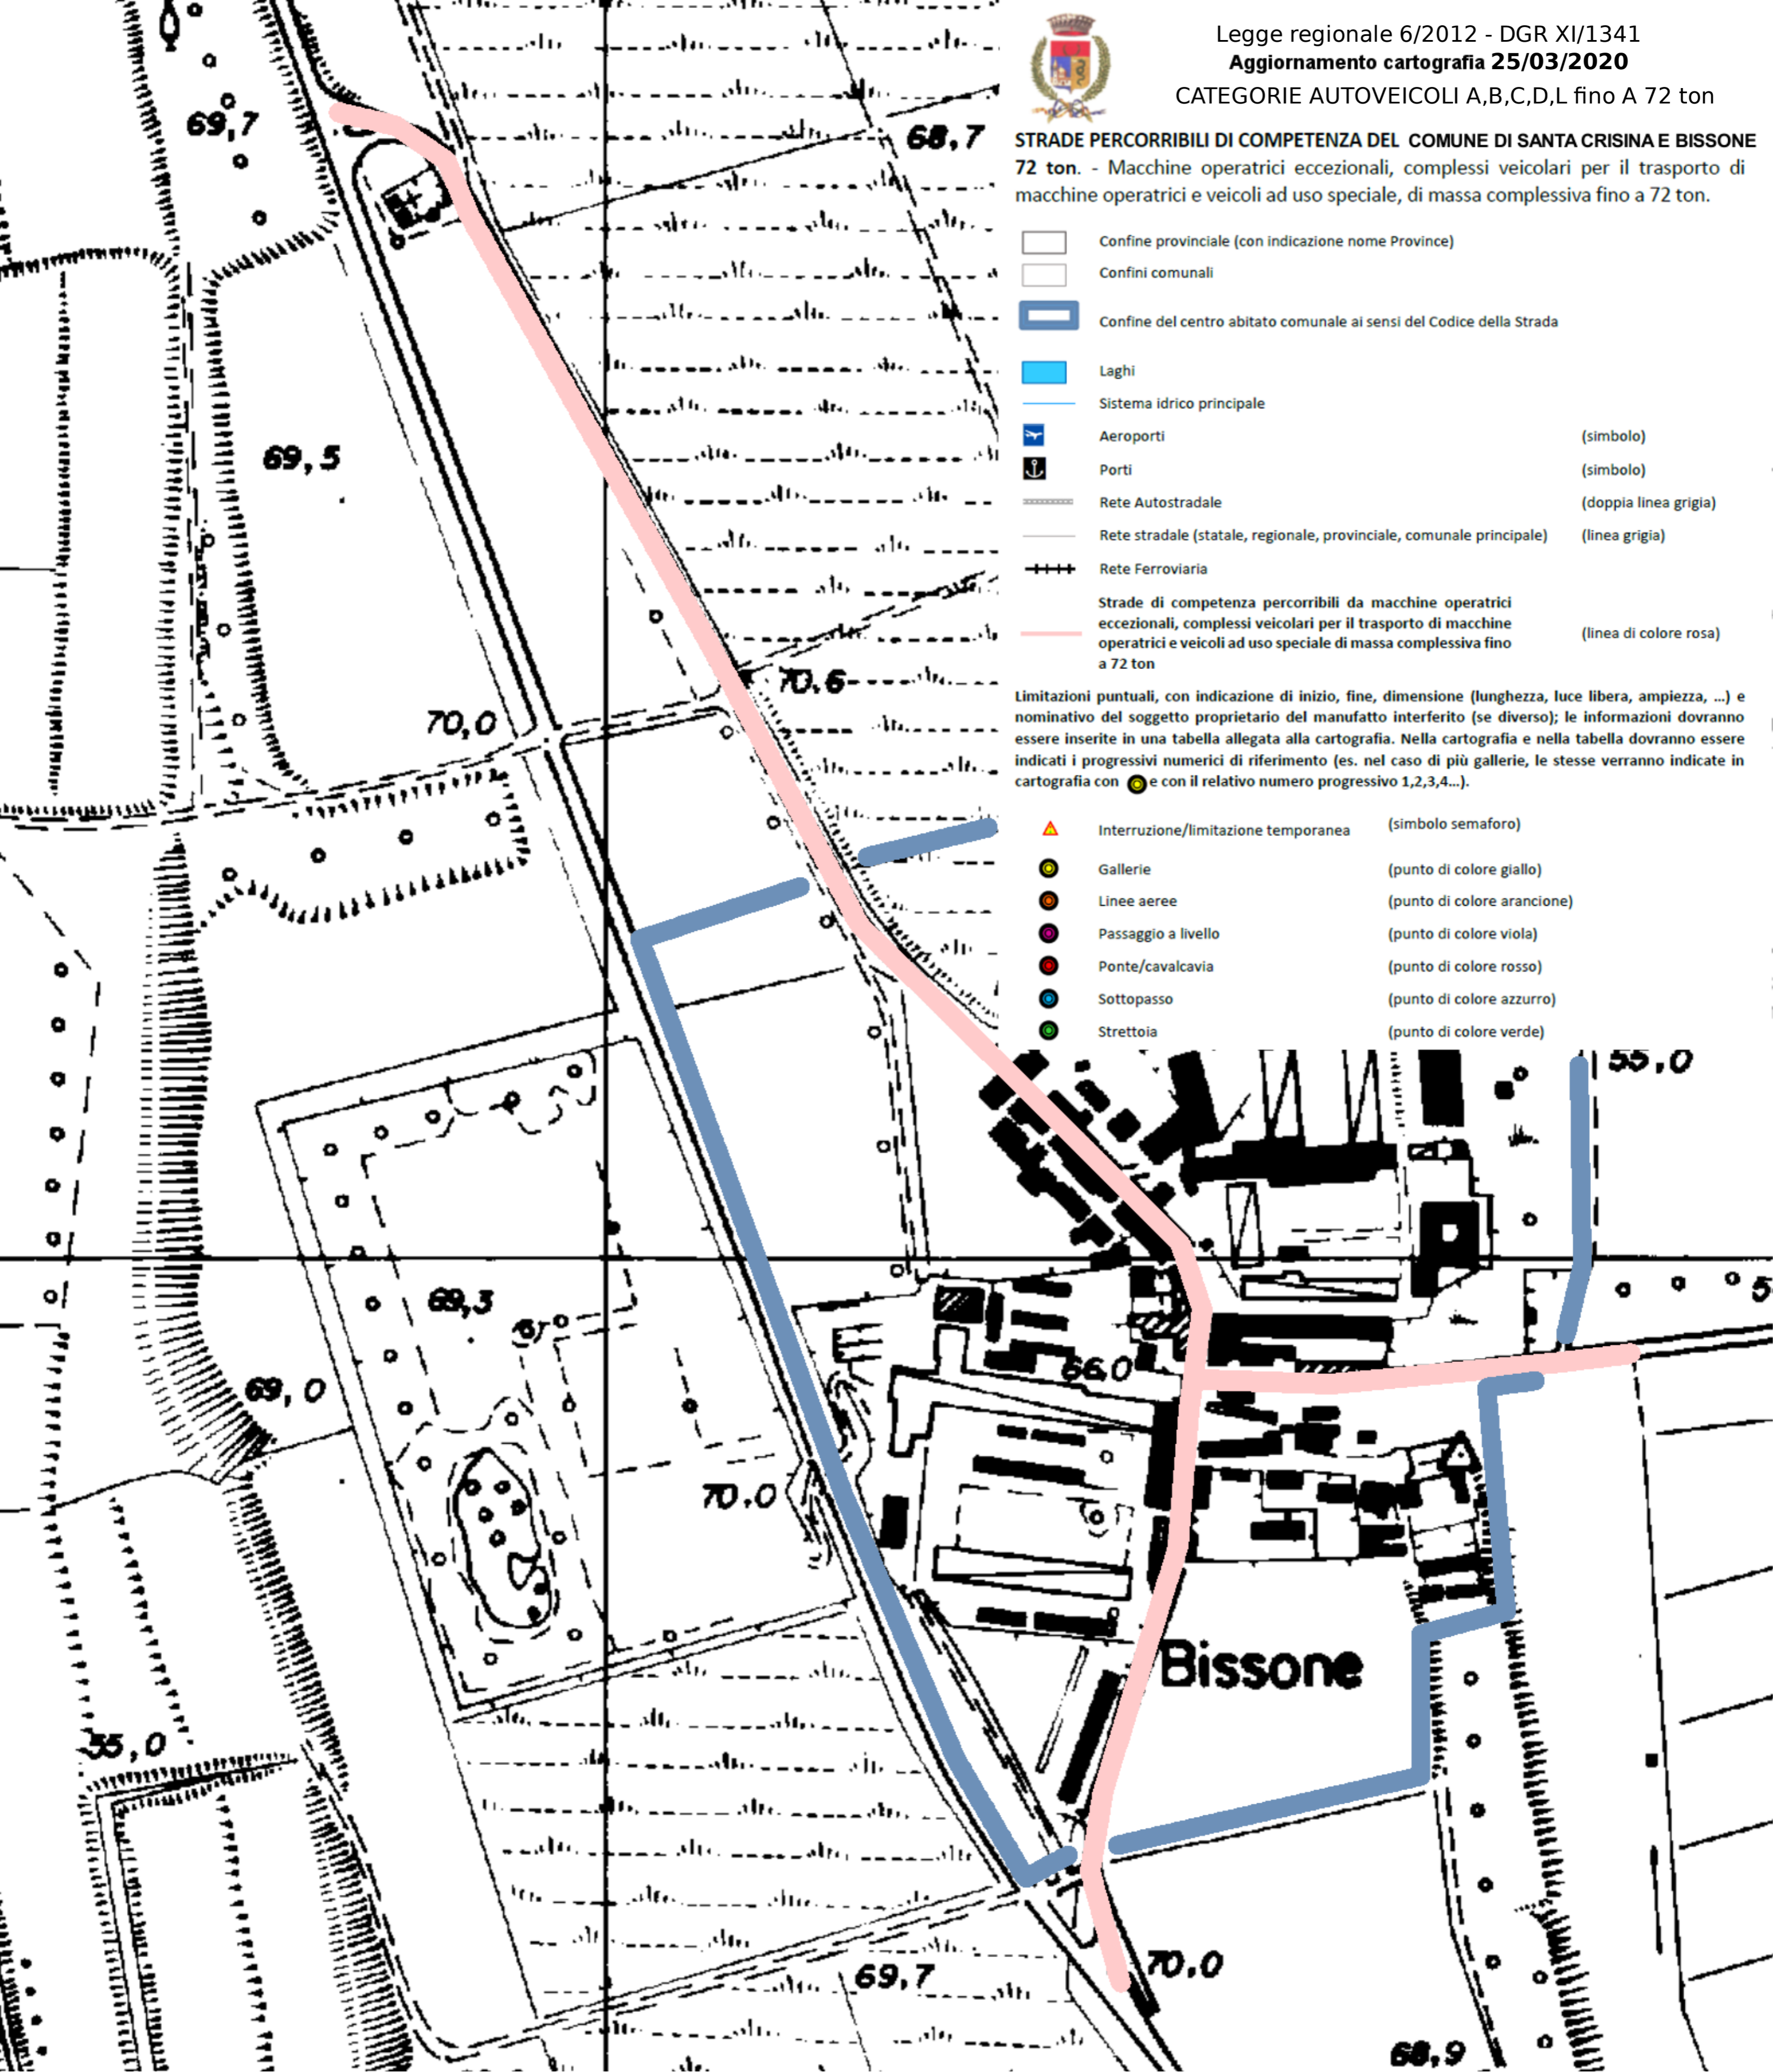 Legge regionale 6/2012 - DGR XI/1341
Aggiornamento cartografia 25/03/2020
CATEGORIE AUTOVEICOLI A,B,C,D,L fino A 72 ton
STRADE PERCORRIBILI DI COMPETENZA DEL COMUNE DI SANTA CRISINA E BISSONE
72 ton. - Macchine operatrici eccezionali, complessi veicolari per il trasporto di
macchine operatrici e veicoli ad uso speciale, di massa complessiva fino a 72 ton.
Confine provinciale (con indicazione nome Province)
Confini comunali
Confine del centro abitato comunale ai sensi del Codice della Strada
Laghi
Sistema idrico principale
Aeroporti (simbolo)
Porti (simbolo)
Rete Autostradale (doppia linea grigia)
Rete stradale (statale, regionale, provinciale, comunale principale) (linea grigia)
Rete Ferroviaria
Strade di competenza percorribili da macchine operatrici
eccezionali, complessi veicolari per il trasporto di macchine
operatrici e veicoli ad uso speciale di massa complessiva fino
a 72 ton
(linea di colore rosa)
Limitazioni puntuali, con indicazione di inizio, fine, dimensione (lunghezza, luce libera, ampiezza, ...) e
nominativo del soggetto proprietario del manufatto interferito (se diverso); le informazioni dovranno
essere inserite in una tabella allegata alla cartografia. Nella cartografia e nella tabella dovranno essere
indicati i progressivi numerici di riferimento (es. nel caso di più gallerie, le stesse verranno indicate in
cartografia con e con il relativo numero progressivo 1,2,3,4...).
Interruzione/limitazione temporanea (simbolo semaforo)
Gallerie (punto di colore giallo)
Linee aeree (punto di colore arancione)
Passaggio a livello (punto di colore viola)
Ponte/cavalcavia (punto di colore rosso)
Sottopasso (punto di colore azzurro)
Strettoia (punto di colore verde)
69,7
68,7
69,5
70.6
70,0
55,0
69,3
66.0
69,0
70.0
Bissone
55,0
70.0
69,7
68,9